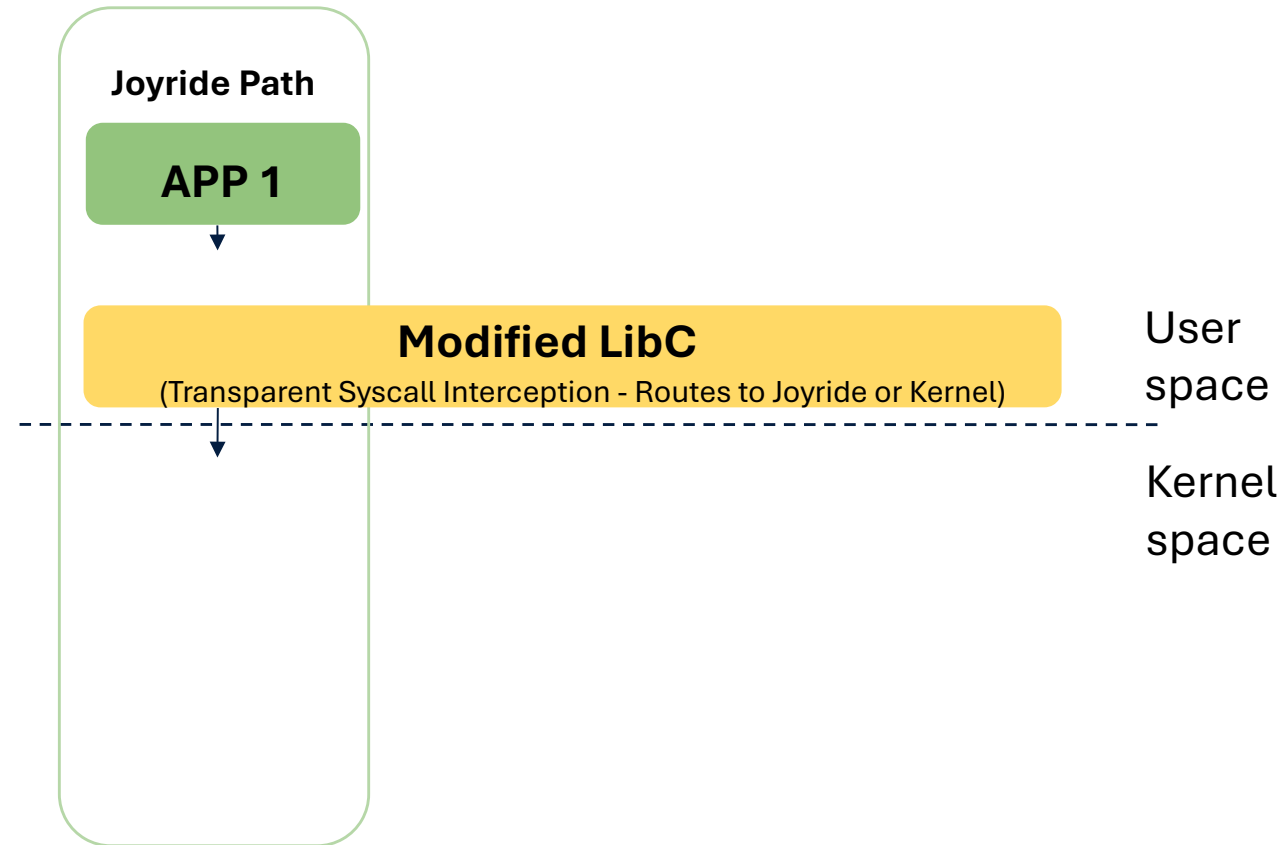 Joyride Path
APP 1
Modified LibC
(Transparent Syscall Interception - Routes to Joyride or Kernel)
User
space
Kernel
space